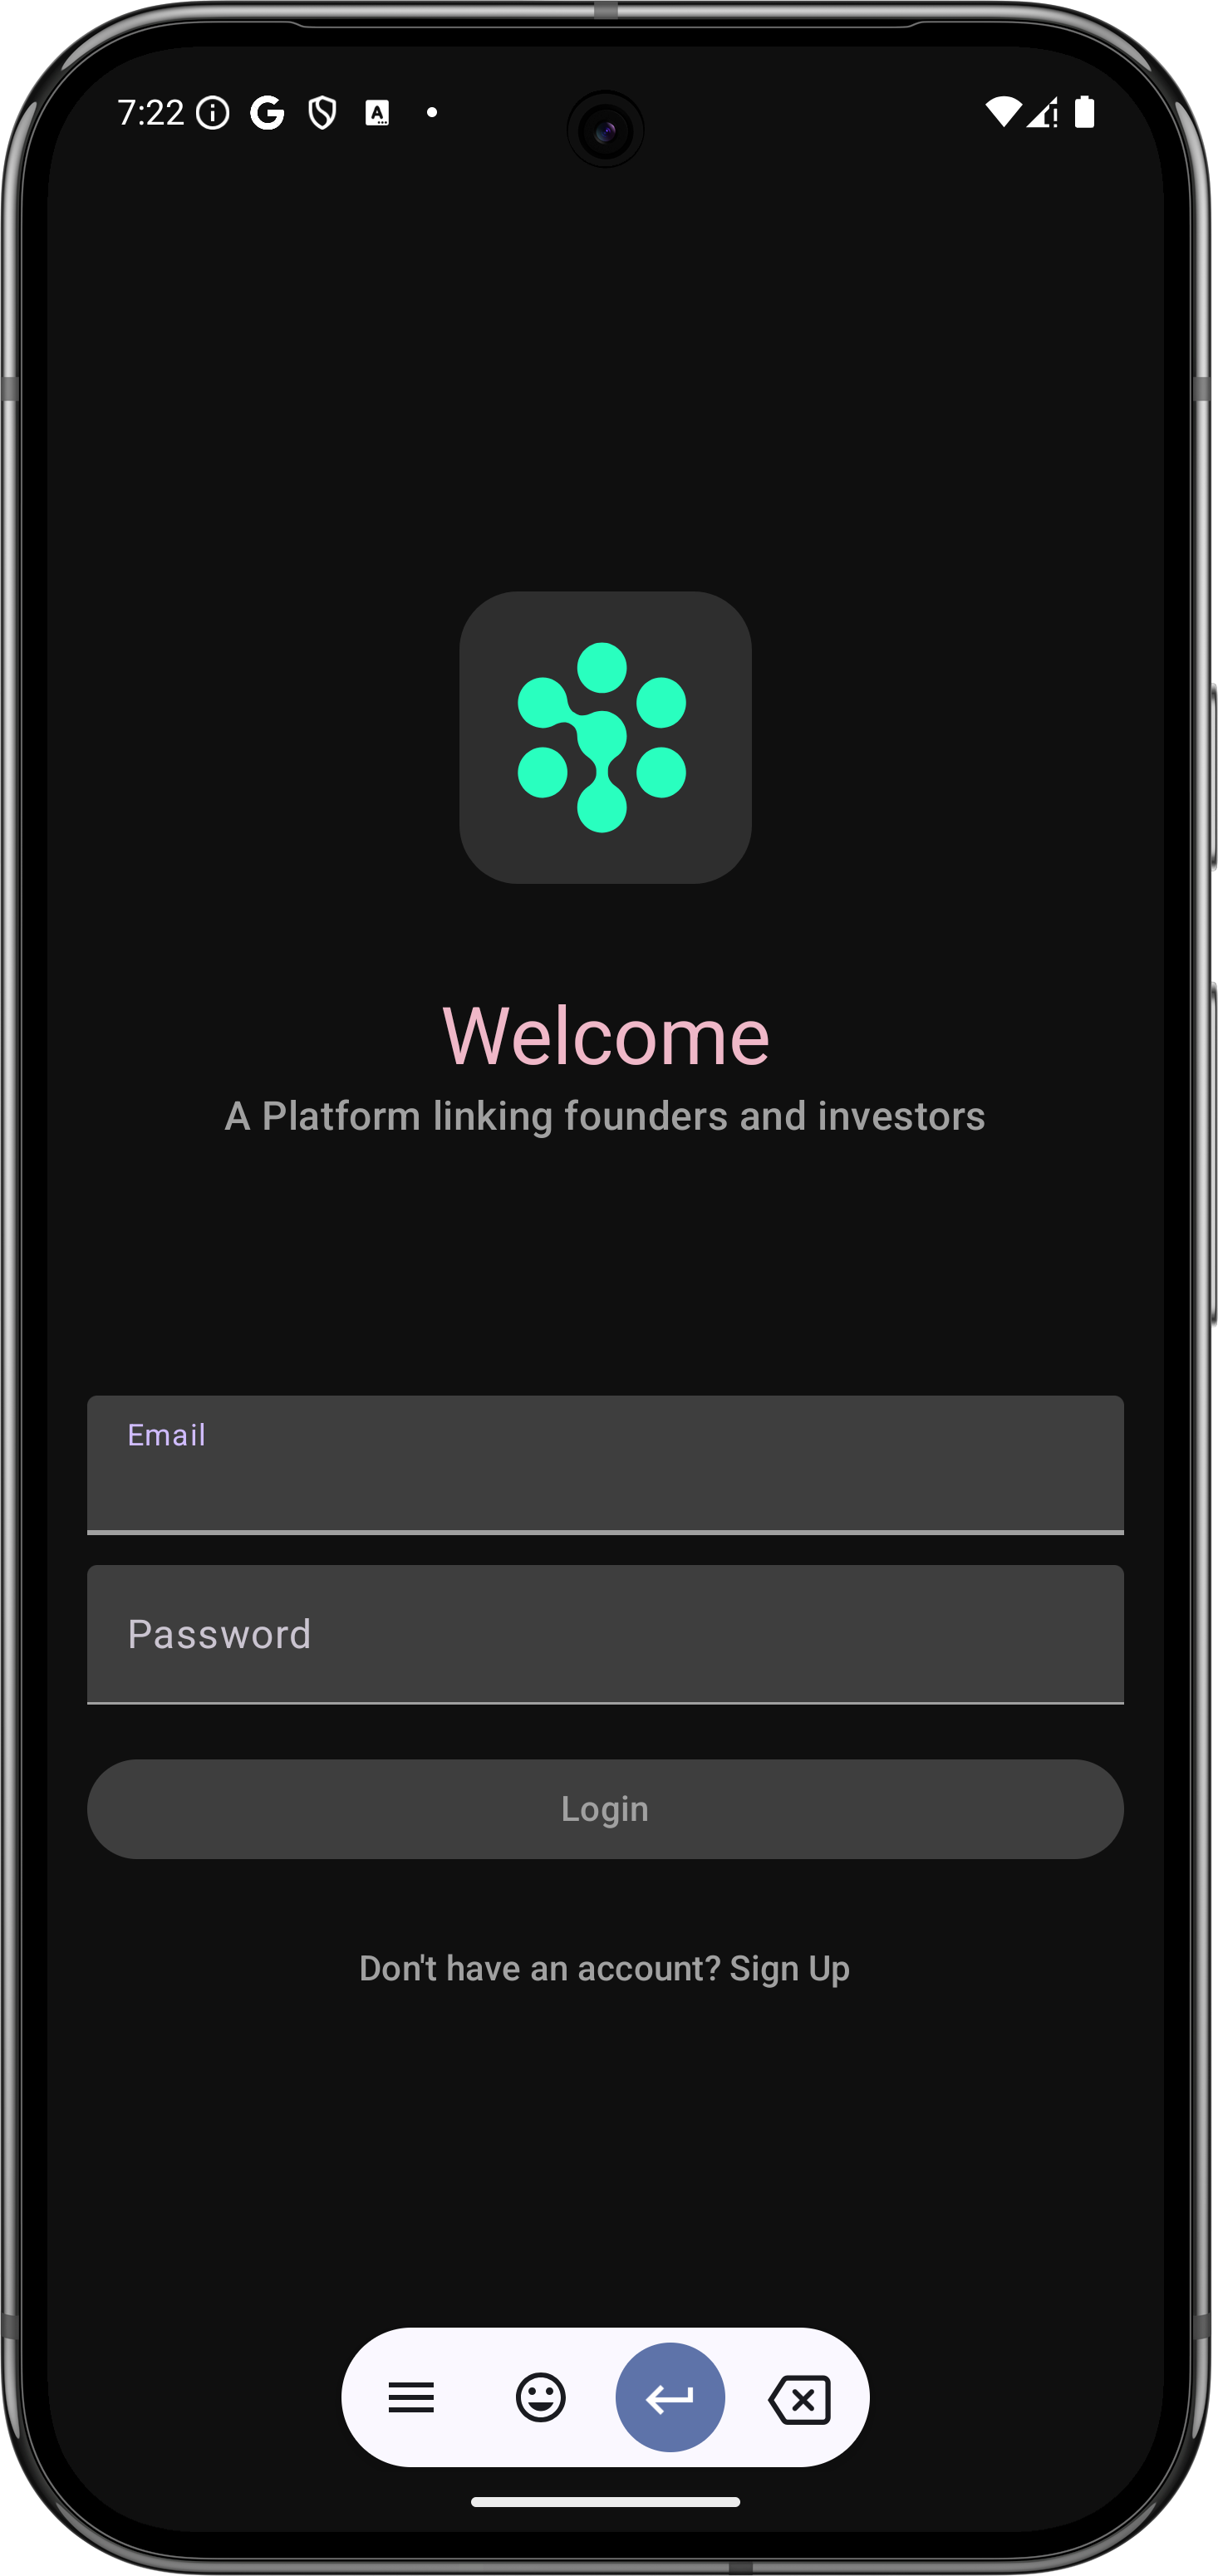 7:22
Welcome
A Platform linking founders and investors
Email
Password
Login
Don't have an account? Sign Up